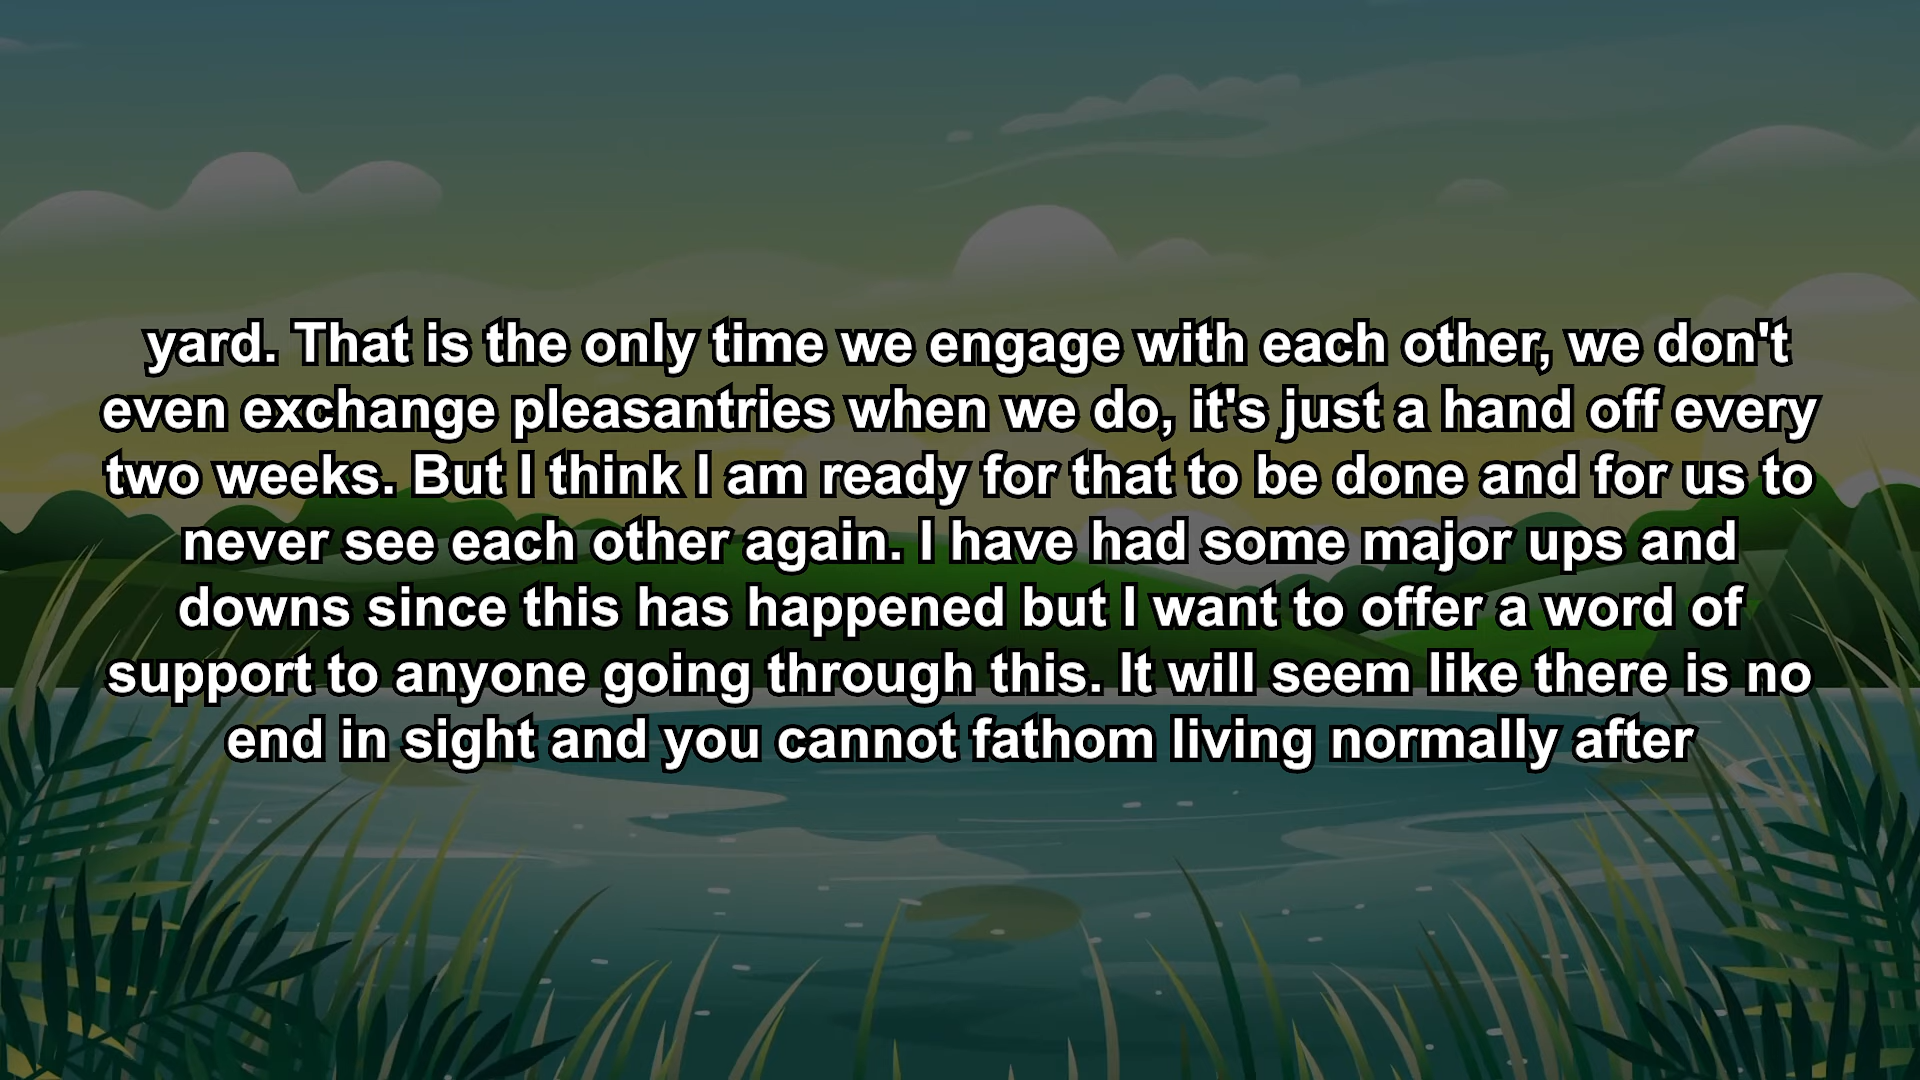 yard. That is the only time we engage with each other, we don't
even exchange pleasantries when we do, it's just a hand off every
two weeks. But I think I am ready for that to be done and for us to
never see each other again. I have had some major ups and
downs since this has happened but I want to offer a word of
support to anyone going through this. It will seem like there is no
end in sight and you cannot fathom living normally after